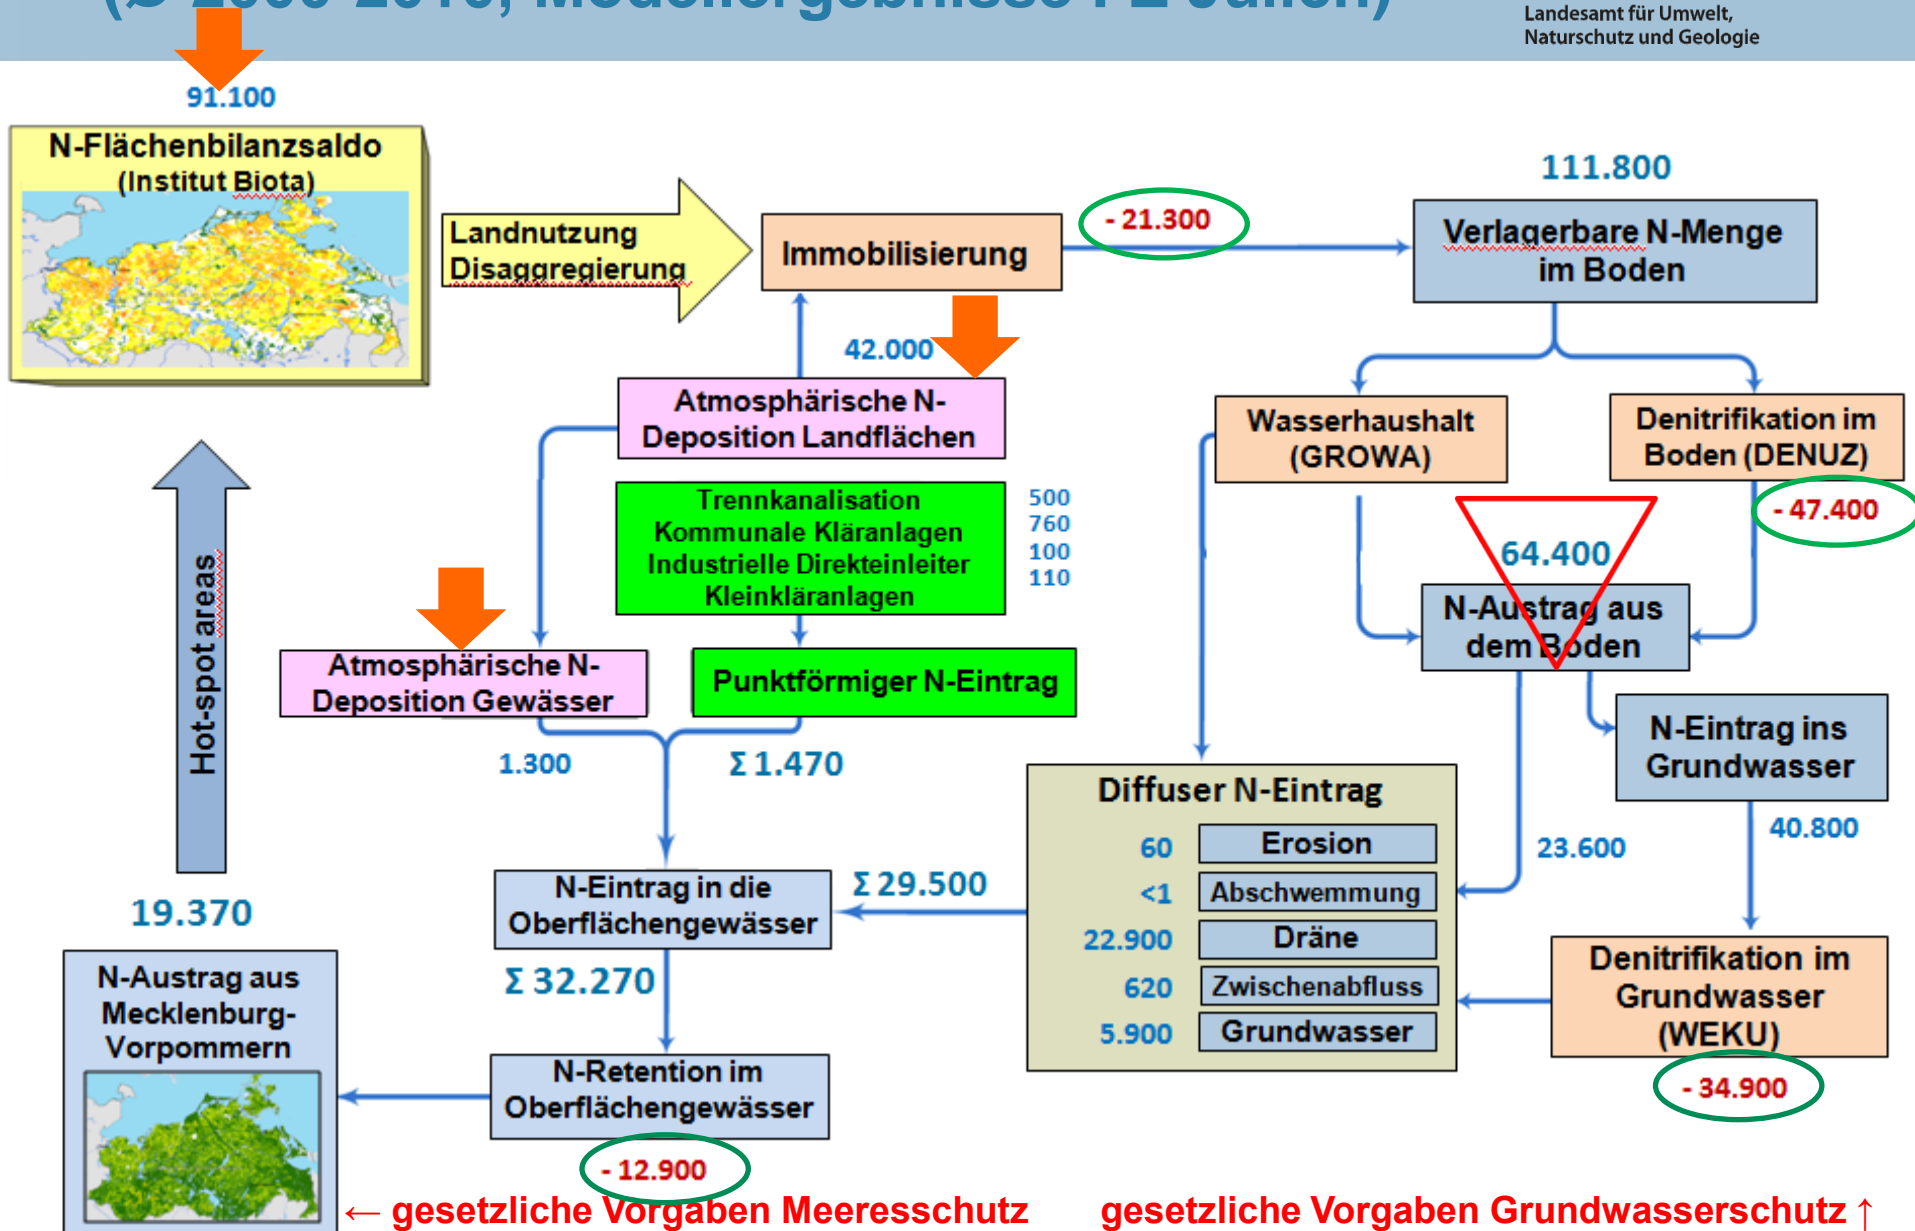 Landesamt für Umwelt,
Naturschutz und Geologie
91.100
N-Flächenbilanzsaldo
(Institut Biota)
Landnutzung
Disaggregierung
Immobilisierung
- 21.300
111.800
Verlagerbare N-Menge
im Boden
42.000
Atmosphärische N-
Deposition Landflächen
Wasserhaushalt
(GROWA)
Denitrifikation im
Boden (DENUZ)
- 47.400
Trennkanalisation
Kommunale Kläranlagen
Industrielle Direkteinleiter
Kleinkläranlagen
500
760
100
110
64.400
N-Austrag aus
dem Boden
Hot-spot areas
Atmosphärische N-
Deposition Gewässer
Punktförmiger N-Eintrag
1.300
Σ 1.470
N-Eintrag ins
Grundwasser
40.800
23.600
Diffuser N-Eintrag
60 Erosion
<1 Abschwemmung
22.900 Dräne
620 Zwischenabfluss
5.900 Grundwasser
Σ 29.500
N-Eintrag in die
Oberflächengewässer
Σ 32.270
19.370
N-Austrag aus
Mecklenburg-
Vorpommern
N-Retention im
Oberflächengewässer
- 12.900
Denitrifikation im
Grundwasser
(WEKU)
- 34.900
← gesetzliche Vorgaben Meeresschutz
gesetzliche Vorgaben Grundwasserschutz ↑